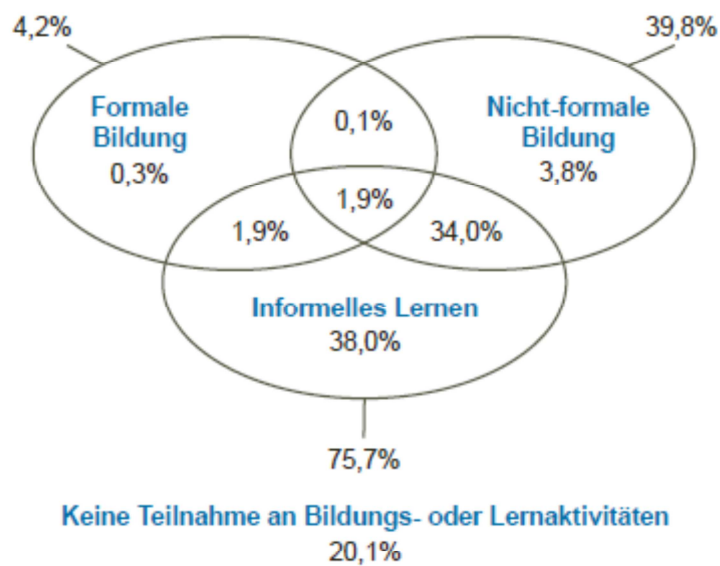 4,2%
39,8%
Formale
Bildung
0,3%
0,1%
Nicht-formale
Bildung
3,8%
1,9%
1,9%
34,0%
Informelles Lernen
38,0%
75,7%
Keine Teilnahme an Bildungs- oder Lernaktivitäten
20,1%